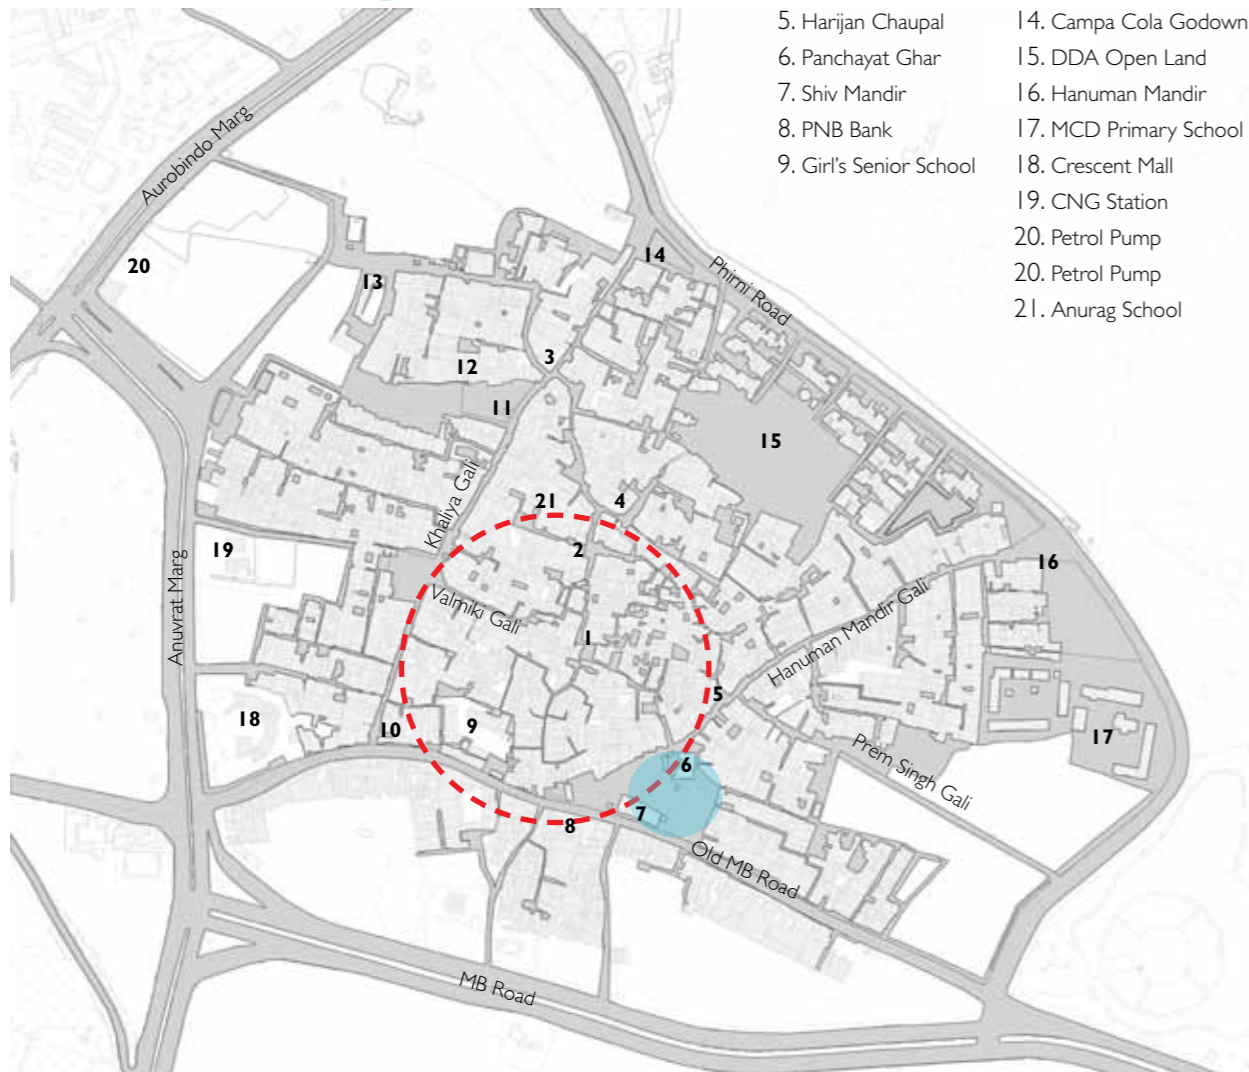 5. Harijan Chaupal
6. Panchayat Ghar
7. Shiv Mandir
8. PNB Bank
9. Girl's Senior School
14. Campa Cola Godown
15. DDA Open Land
16. Hanuman Mandir
17. MCD Primary School
18. Crescent Mall
19. CNG Station
20. Petrol Pump
20. Petrol Pump
21. Anurag School
Aurobindo Marg
20
13
14
Phirni Road
3
12
11
15
Khaliya Gali
21
4
19
2
16
Anuvrat Marg
Valmiki Gali
1
Hanuman Mandir Gali
5
18
10
9
17
6
Prem Singh Gali
7
8
Old MB Road
MB Road